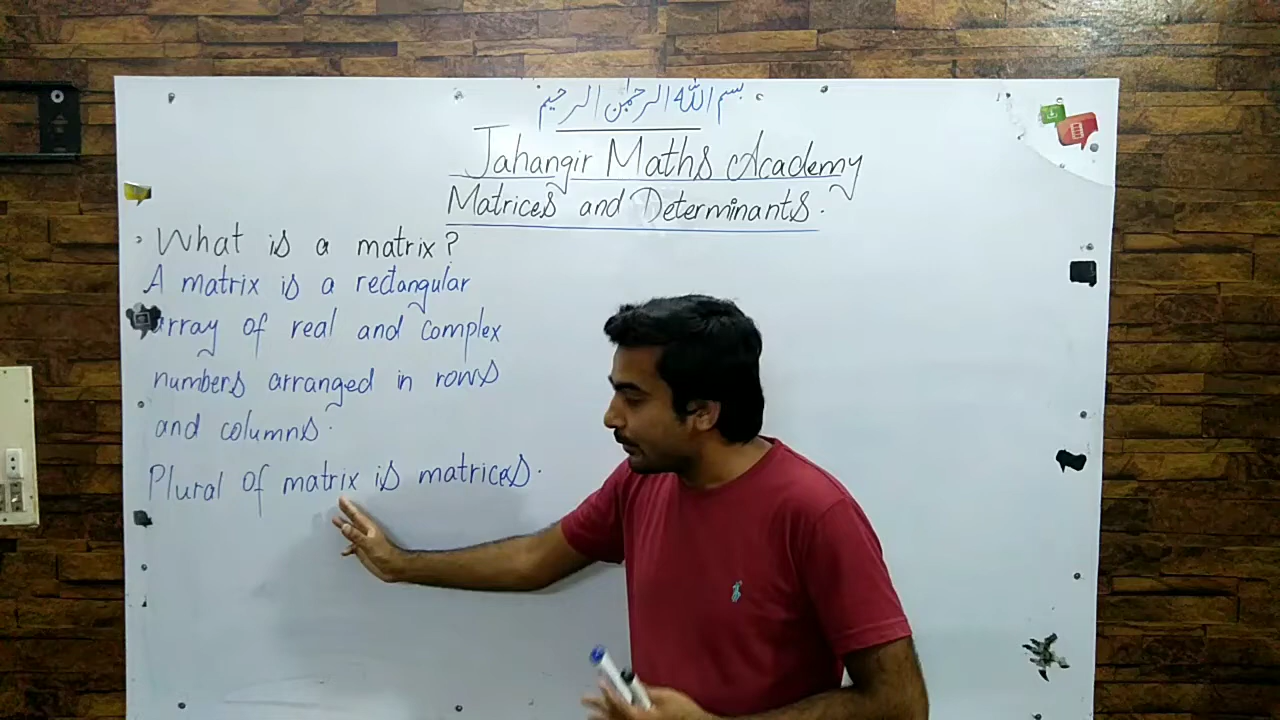 بسم الله الرحمن الرحيم
Jahangir Maths Academy
Matrices and Determinants.
What is a matrix?
A matrix is a rectangular
array of real and complex
numbers arranged in rows
and columns.
Plural of matrix is matrices.